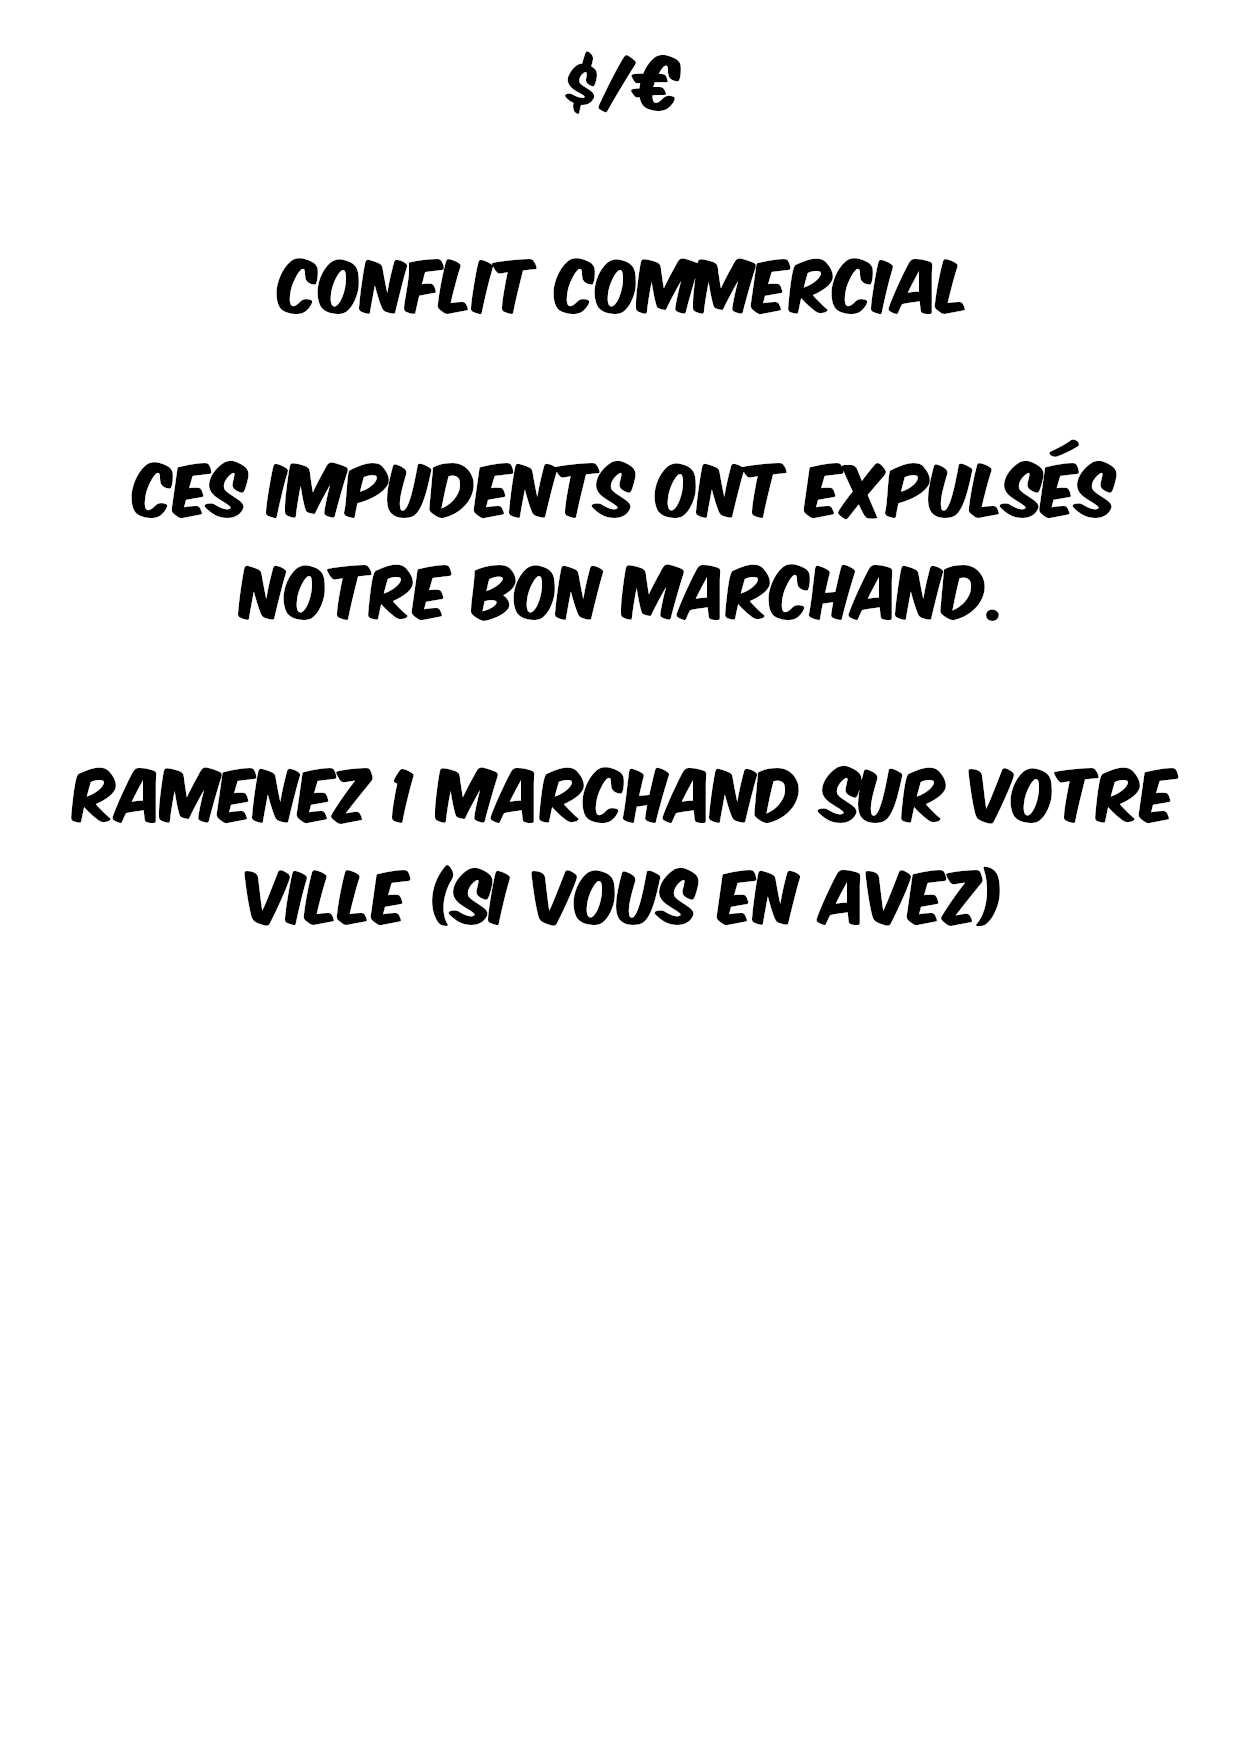 $/€
CONFLIT COMMERCIAL
CES IMPUDENTS ONT EXPULSÉS
NOTRE BON MARCHAND.
RAMENEZ 1 MARCHAND SUR VOTRE
VILLE (SI VOUS EN AVEZ)